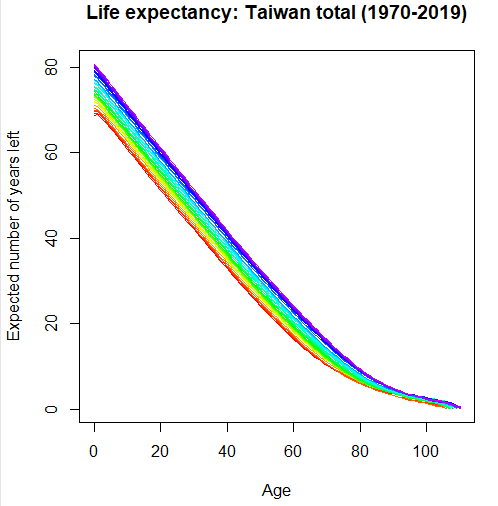 Life expectancy: Taiwan total (1970-2019)
Expected number of years left
80
60
40
20
0
0 20 40 60 80 100
Age